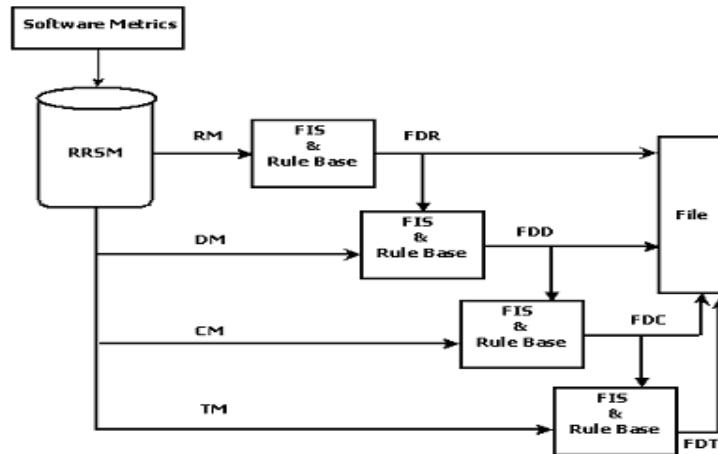 Software Metrics
RRSM
RM
FIS
&
Rule Base
FDR
File
DM
FIS
&
Rule Base
FDD
CM
FIS
&
Rule Base
FDC
TM
FIS
&
Rule Base
FDT